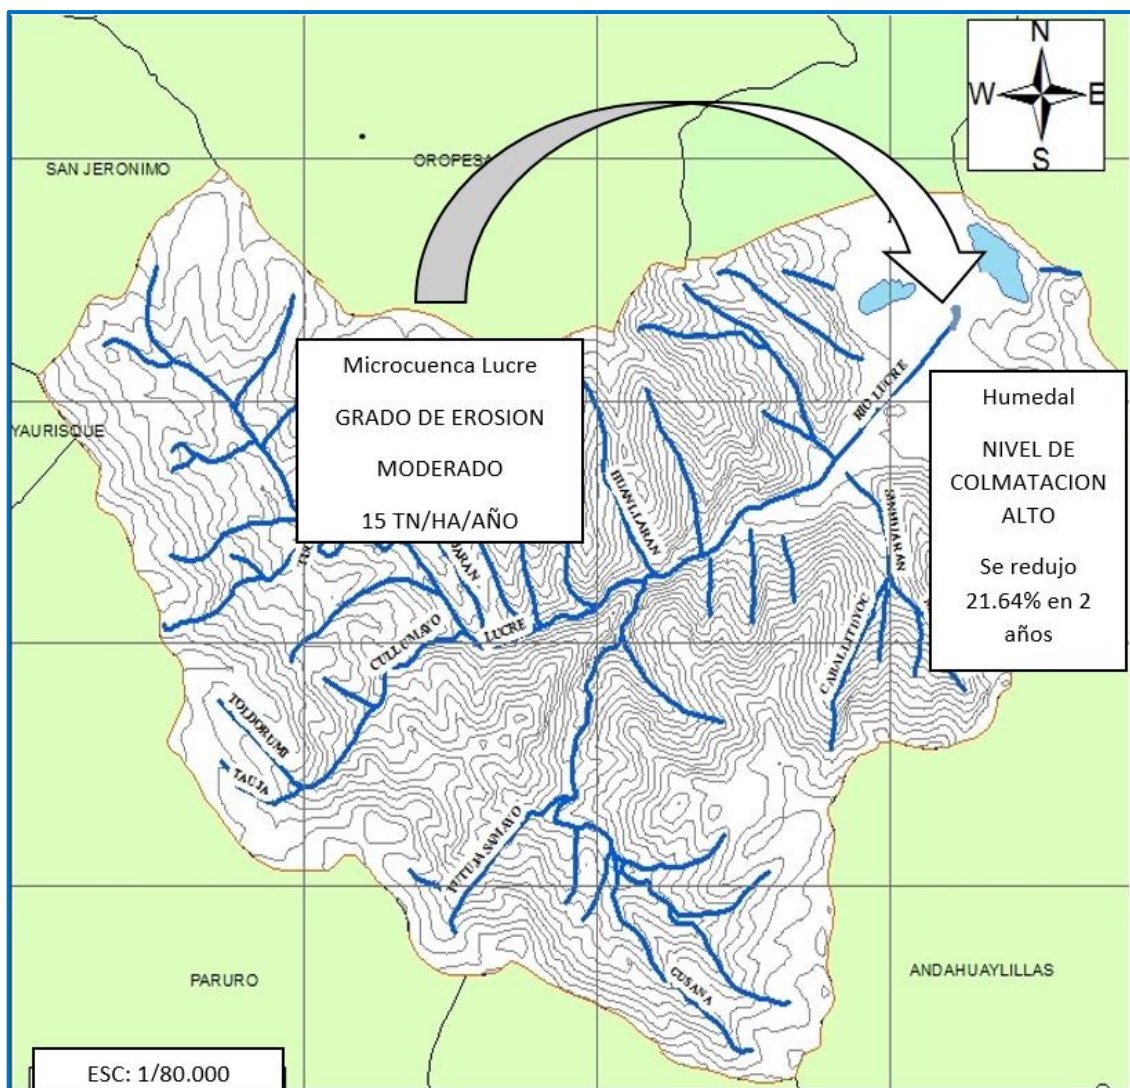 N
W E
S
SAN JERONIMO
OROPESA
Microcuenca Lucre
GRADO DE EROSION
MODERADO
15 TN/HA/AÑO
Humedal
NIVEL DE
COLMATACION
ALTO
Se redujo
21.64% en 2
años
YAURISQUE
RIO LUCRE
HUANLLARAN
LUCRE
CULLUMAYO
CABALLITUYOC
TOLDORUMI
TAUJA
CUSANA
PARURO
ANDAHUAYLILLAS
ESC: 1/80.000